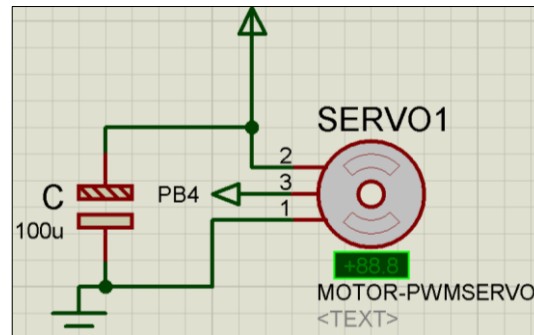 SERVO1
2
C
PB4
3
1
100u
+88.8
MOTOR-PWMSERVO
<TEXT>